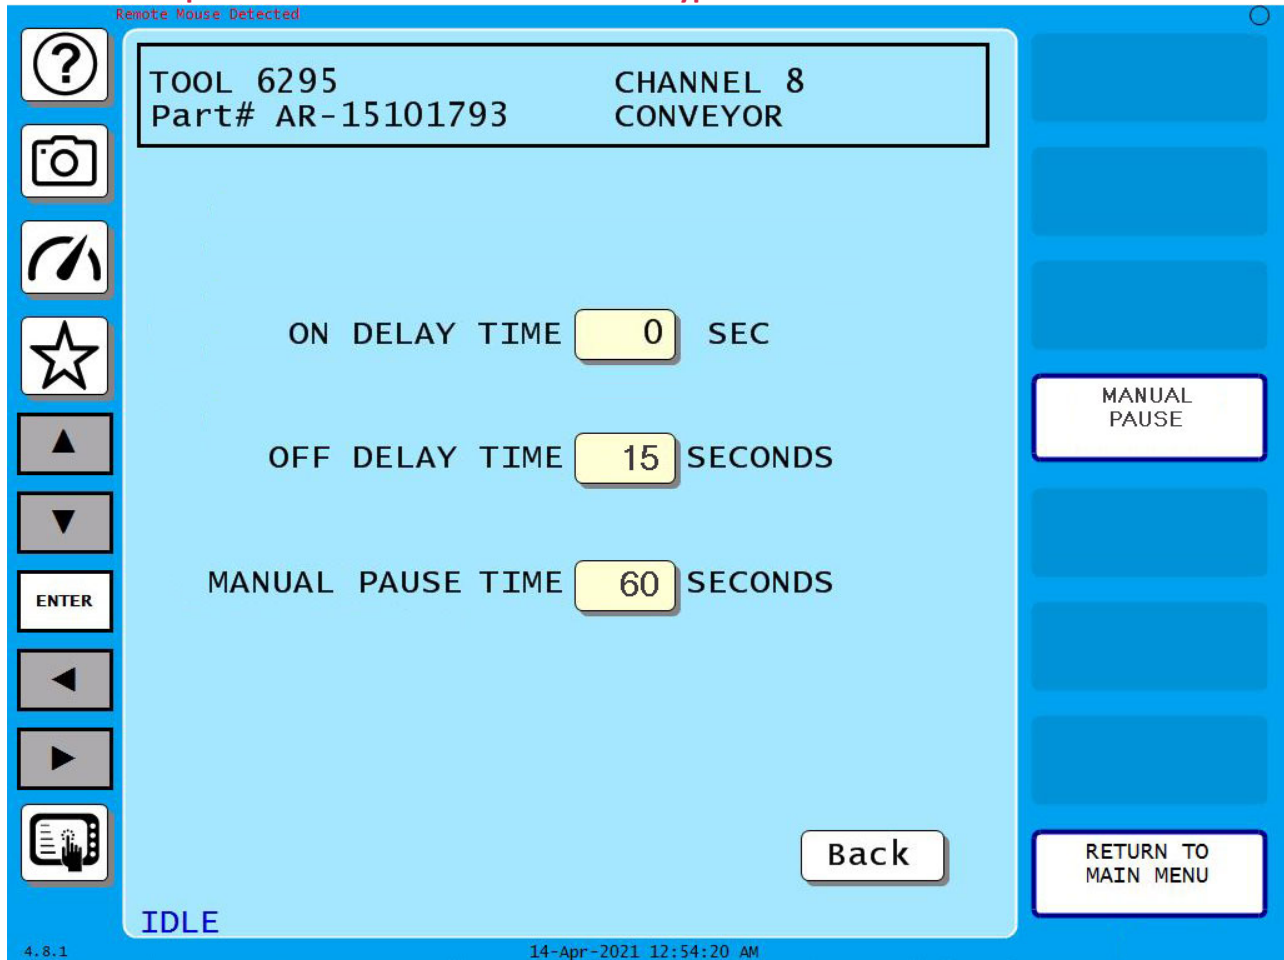 Remote Mouse Detected
TOOL 6295
CHANNEL 8
Part# AR-15101793
CONVEYOR
ON DELAY TIME 0 SEC
MANUAL
PAUSE
OFF DELAY TIME 15 SECONDS
MANUAL PAUSE TIME 60 SECONDS
ENTER
Back
RETURN TO
MAIN MENU
IDLE
4.8.1
14-Apr-2021 12:54:20 AM